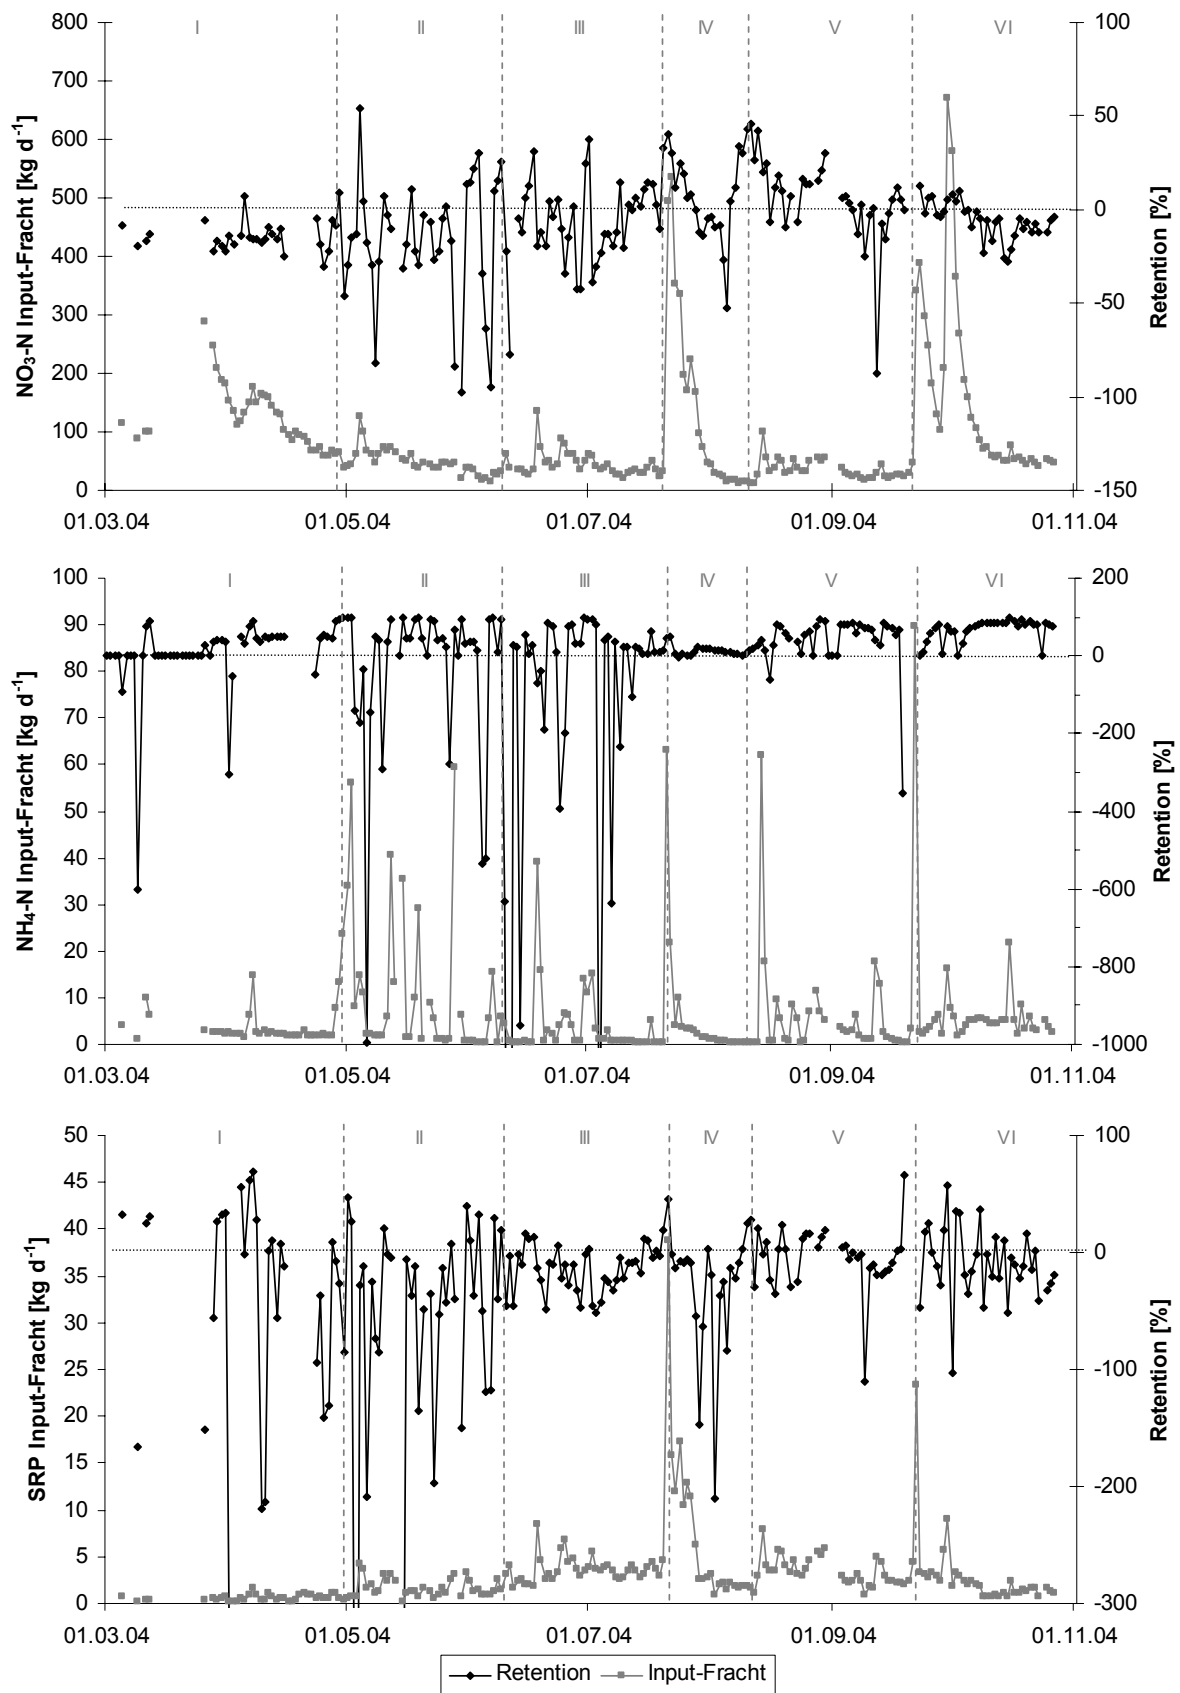 I II III IV V VI
800 100
700
600 50
500
0
400
300 -50
200
-100
100
0 -150
NO3-N Input-Fracht [kg d-1]
Retention [%]
01.03.04 01.05.04 01.07.04 01.09.04 01.11.04
I II III IV V VI
100 200
90
80 0
70
-200
60
50 -400
40
-600
30
20 -800
10
0 -1000
NH4-N Input-Fracht [kg d-1]
Retention [%]
01.03.04 01.05.04 01.07.04 01.09.04 01.11.04
I II III IV V VI
50 100
45
40
0
35
30
25 -100
20
15
-200
10
5
0 -300
SRP Input-Fracht [kg d-1]
Retention [%]
01.03.04 01.05.04 01.07.04 01.09.04 01.11.04
Retention Input-Fracht